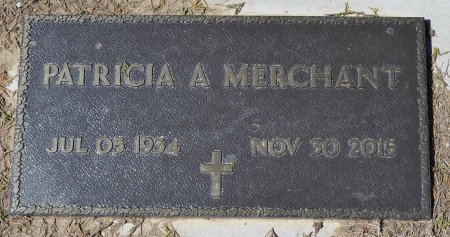 PATRICIA A MERCHANT
JUL 05 1934 NOV 30 2015